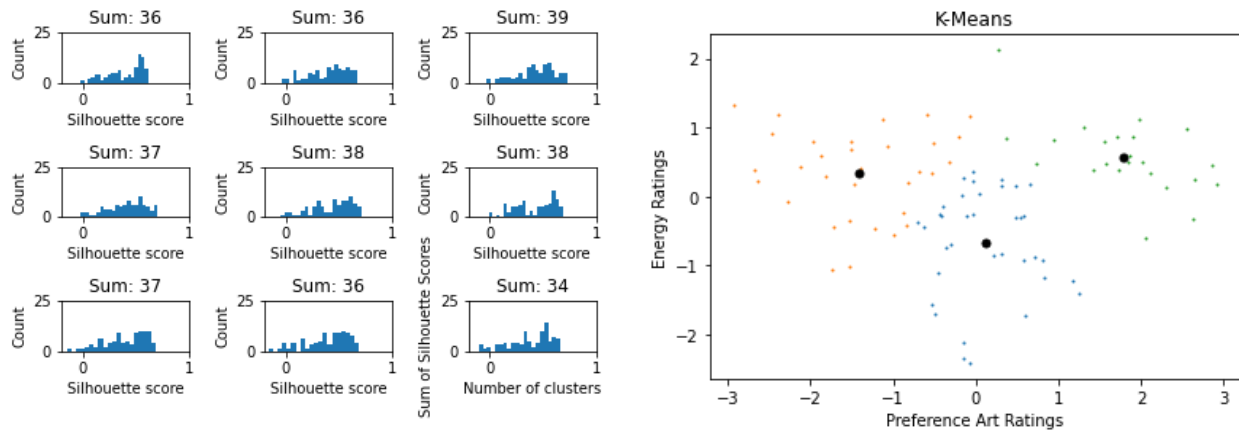 Sum: 36
Sum: 36
Sum: 39
25
0
Count
0
1
Silhouette score
25
0
Count
0
1
Silhouette score
25
0
Count
0
1
Silhouette score
Sum: 37
Sum: 38
Sum: 38
25
0
Count
0
1
Silhouette score
25
0
Count
0
1
Silhouette score
25
0
Count
0
1
Silhouette score
Sum: 37
Sum: 36
Sum: 34
25
0
Count
0
1
Silhouette score
25
0
Count
0
1
Silhouette score
Sum of Silhouette Scores
25
0
Count
0
1
Number of clusters
K-Means
Energy Ratings
2
1
0
−1
−2
−3
−2
−1
0
1
2
3
Preference Art Ratings